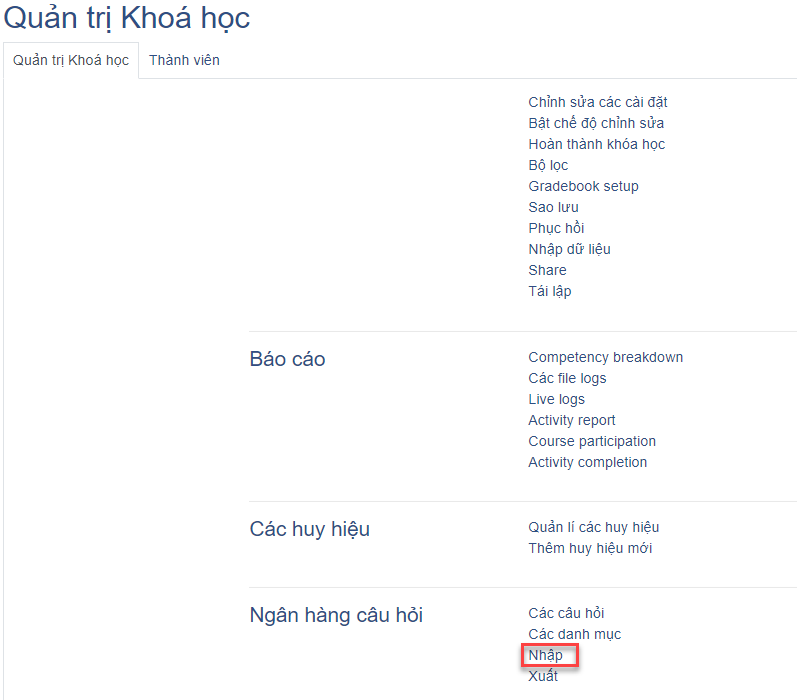 Quản trị Khoá học
Quản trị Khoá học Thành viên
Chỉnh sửa các cài đặt
Bật chế độ chỉnh sửa
Hoàn thành khóa học
Bộ lọc
Gradebook setup
Sao lưu
Phục hồi
Nhập dữ liệu
Share
Tái lập
Báo cáo
Competency breakdown
Các file logs
Live logs
Activity report
Course participation
Activity completion
Các huy hiệu
Quản lí các huy hiệu
Thêm huy hiệu mới
Ngân hàng câu hỏi
Các câu hỏi
Các danh mục
Nhập
Xuất